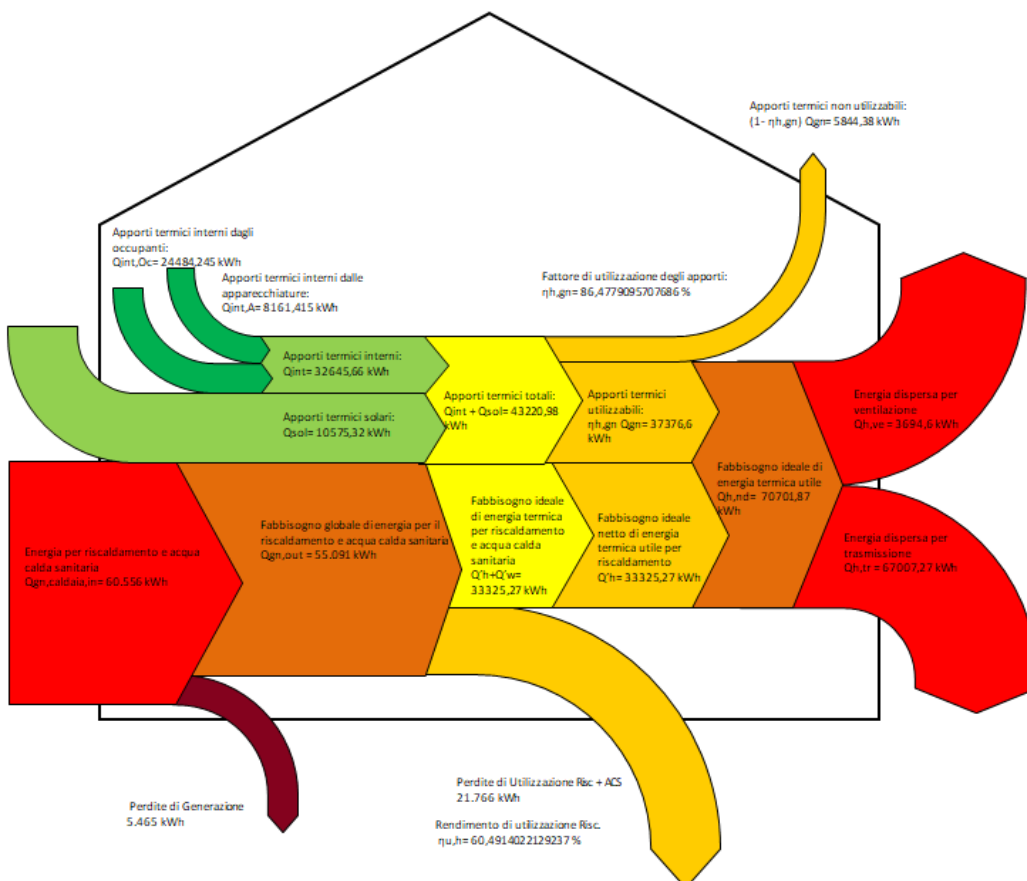 Apporti termici non utilizzabili:
(1- ηh,gn) Qgn= 5844,38 kWh
Apporti termici interni dagli
occupanti:
Qint,Oc= 24484,245 kWh
Apporti termici interni dalle
apparecchiature:
Qint,A= 8161,415 kWh
Fattore di utilizzazione degli apporti:
ηh,gn= 86,4779095707686 %
Apporti termici interni:
Qint= 32645,66 kWh
Apporti termici solari:
Qsol= 10575,32 kWh
Apporti termici totali:
Qint + Qsol= 43220,98
kWh
Apporti termici
utilizzabili:
ηh,gn Qgn= 37376,6
kWh
Energia dispersa per
ventilazione
Qh,ve= 3694,6 kWh
Fabbisogno ideale di
energia termica utile
Qh,nd= 70701,87
kWh
Energia per riscaldamento e acqua
calda sanitaria
Qgn,caldaia,in= 60.556 kWh
Fabbisogno globale di energia per il
riscaldamento e acqua calda sanitaria
Qgn,out = 55.091 kWh
Fabbisogno ideale
di energia termica
per riscaldamento
e acqua calda
sanitaria
Q'h+Q'w=
33325,27 kWh
Fabbisogno ideale
netto di energia
termica utile per
riscaldamento
Q'h= 33325,27 kWh
Energia dispersa per
trasmissione
Qh,tr= 67007,27 kWh
Perdite di Generazione
5.465 kWh
Perdite di Utilizzazione Risc + ACS
21.766 kWh
Rendimento di utilizzazione Risc.
ηu,h= 60,4914022129237 %